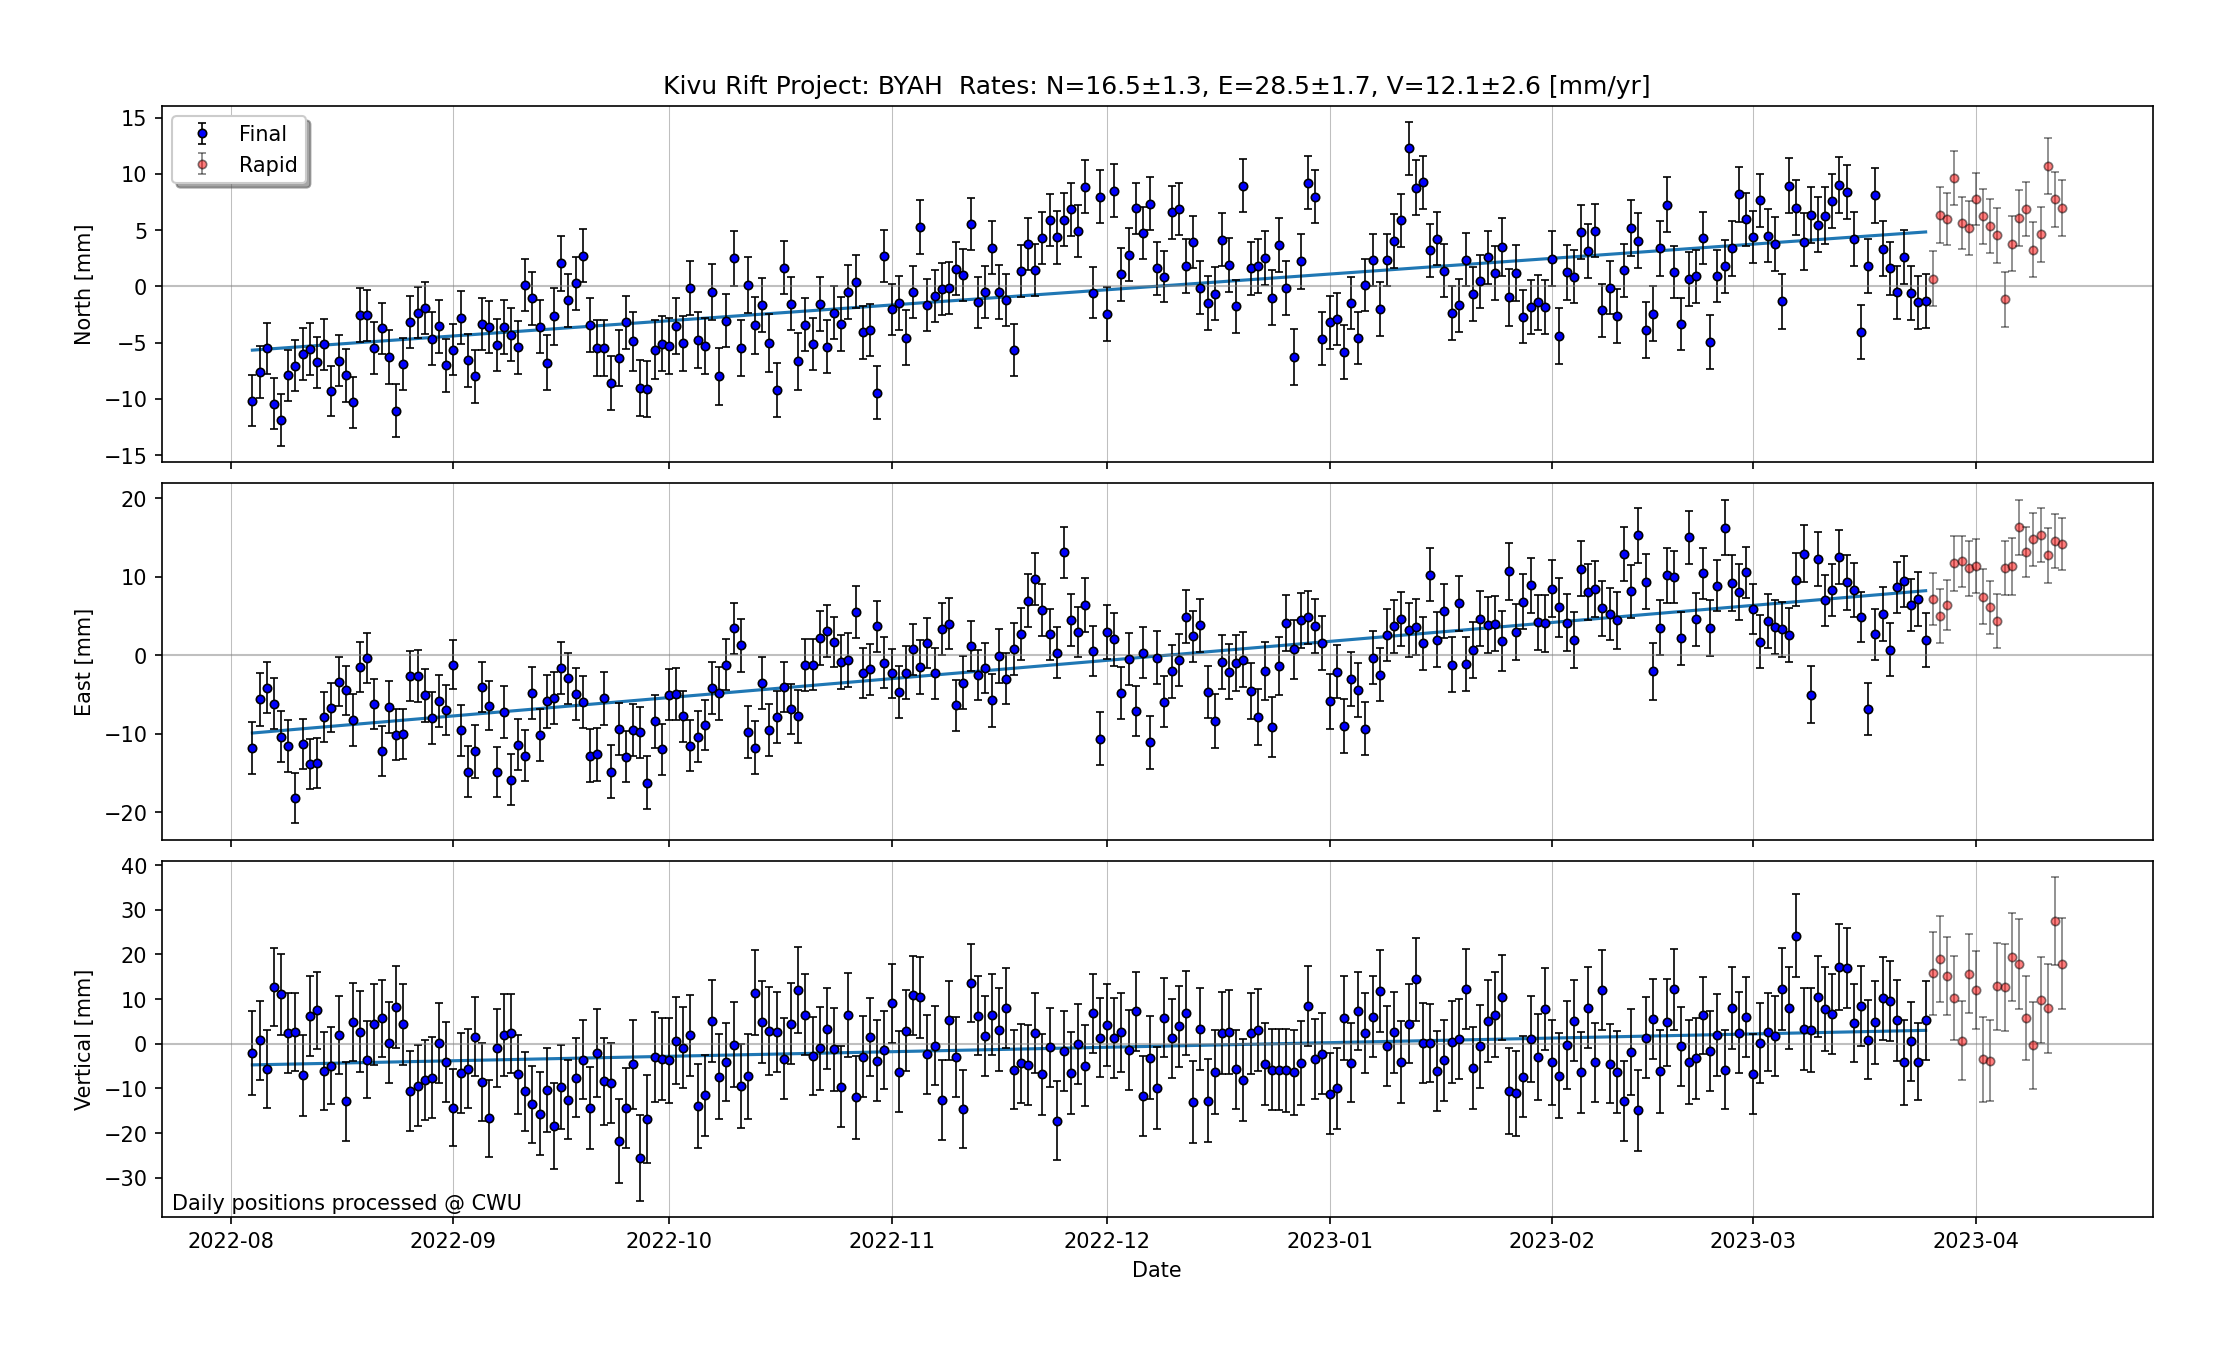 Kivu Rift Project: BYAH  Rates: N=16.5±1.3, E=28.5±1.7, V=12.1±2.6 [mm/yr]
Final
Rapid
15
10
5
0
−5
−10
−15
North [mm]
20
10
0
−10
−20
East [mm]
40
30
20
10
0
−10
−20
−30
Vertical [mm]
Daily positions processed @ CWU
2022-08 2022-09 2022-10 2022-11 2022-12 2023-01 2023-02 2023-03 2023-04
Date